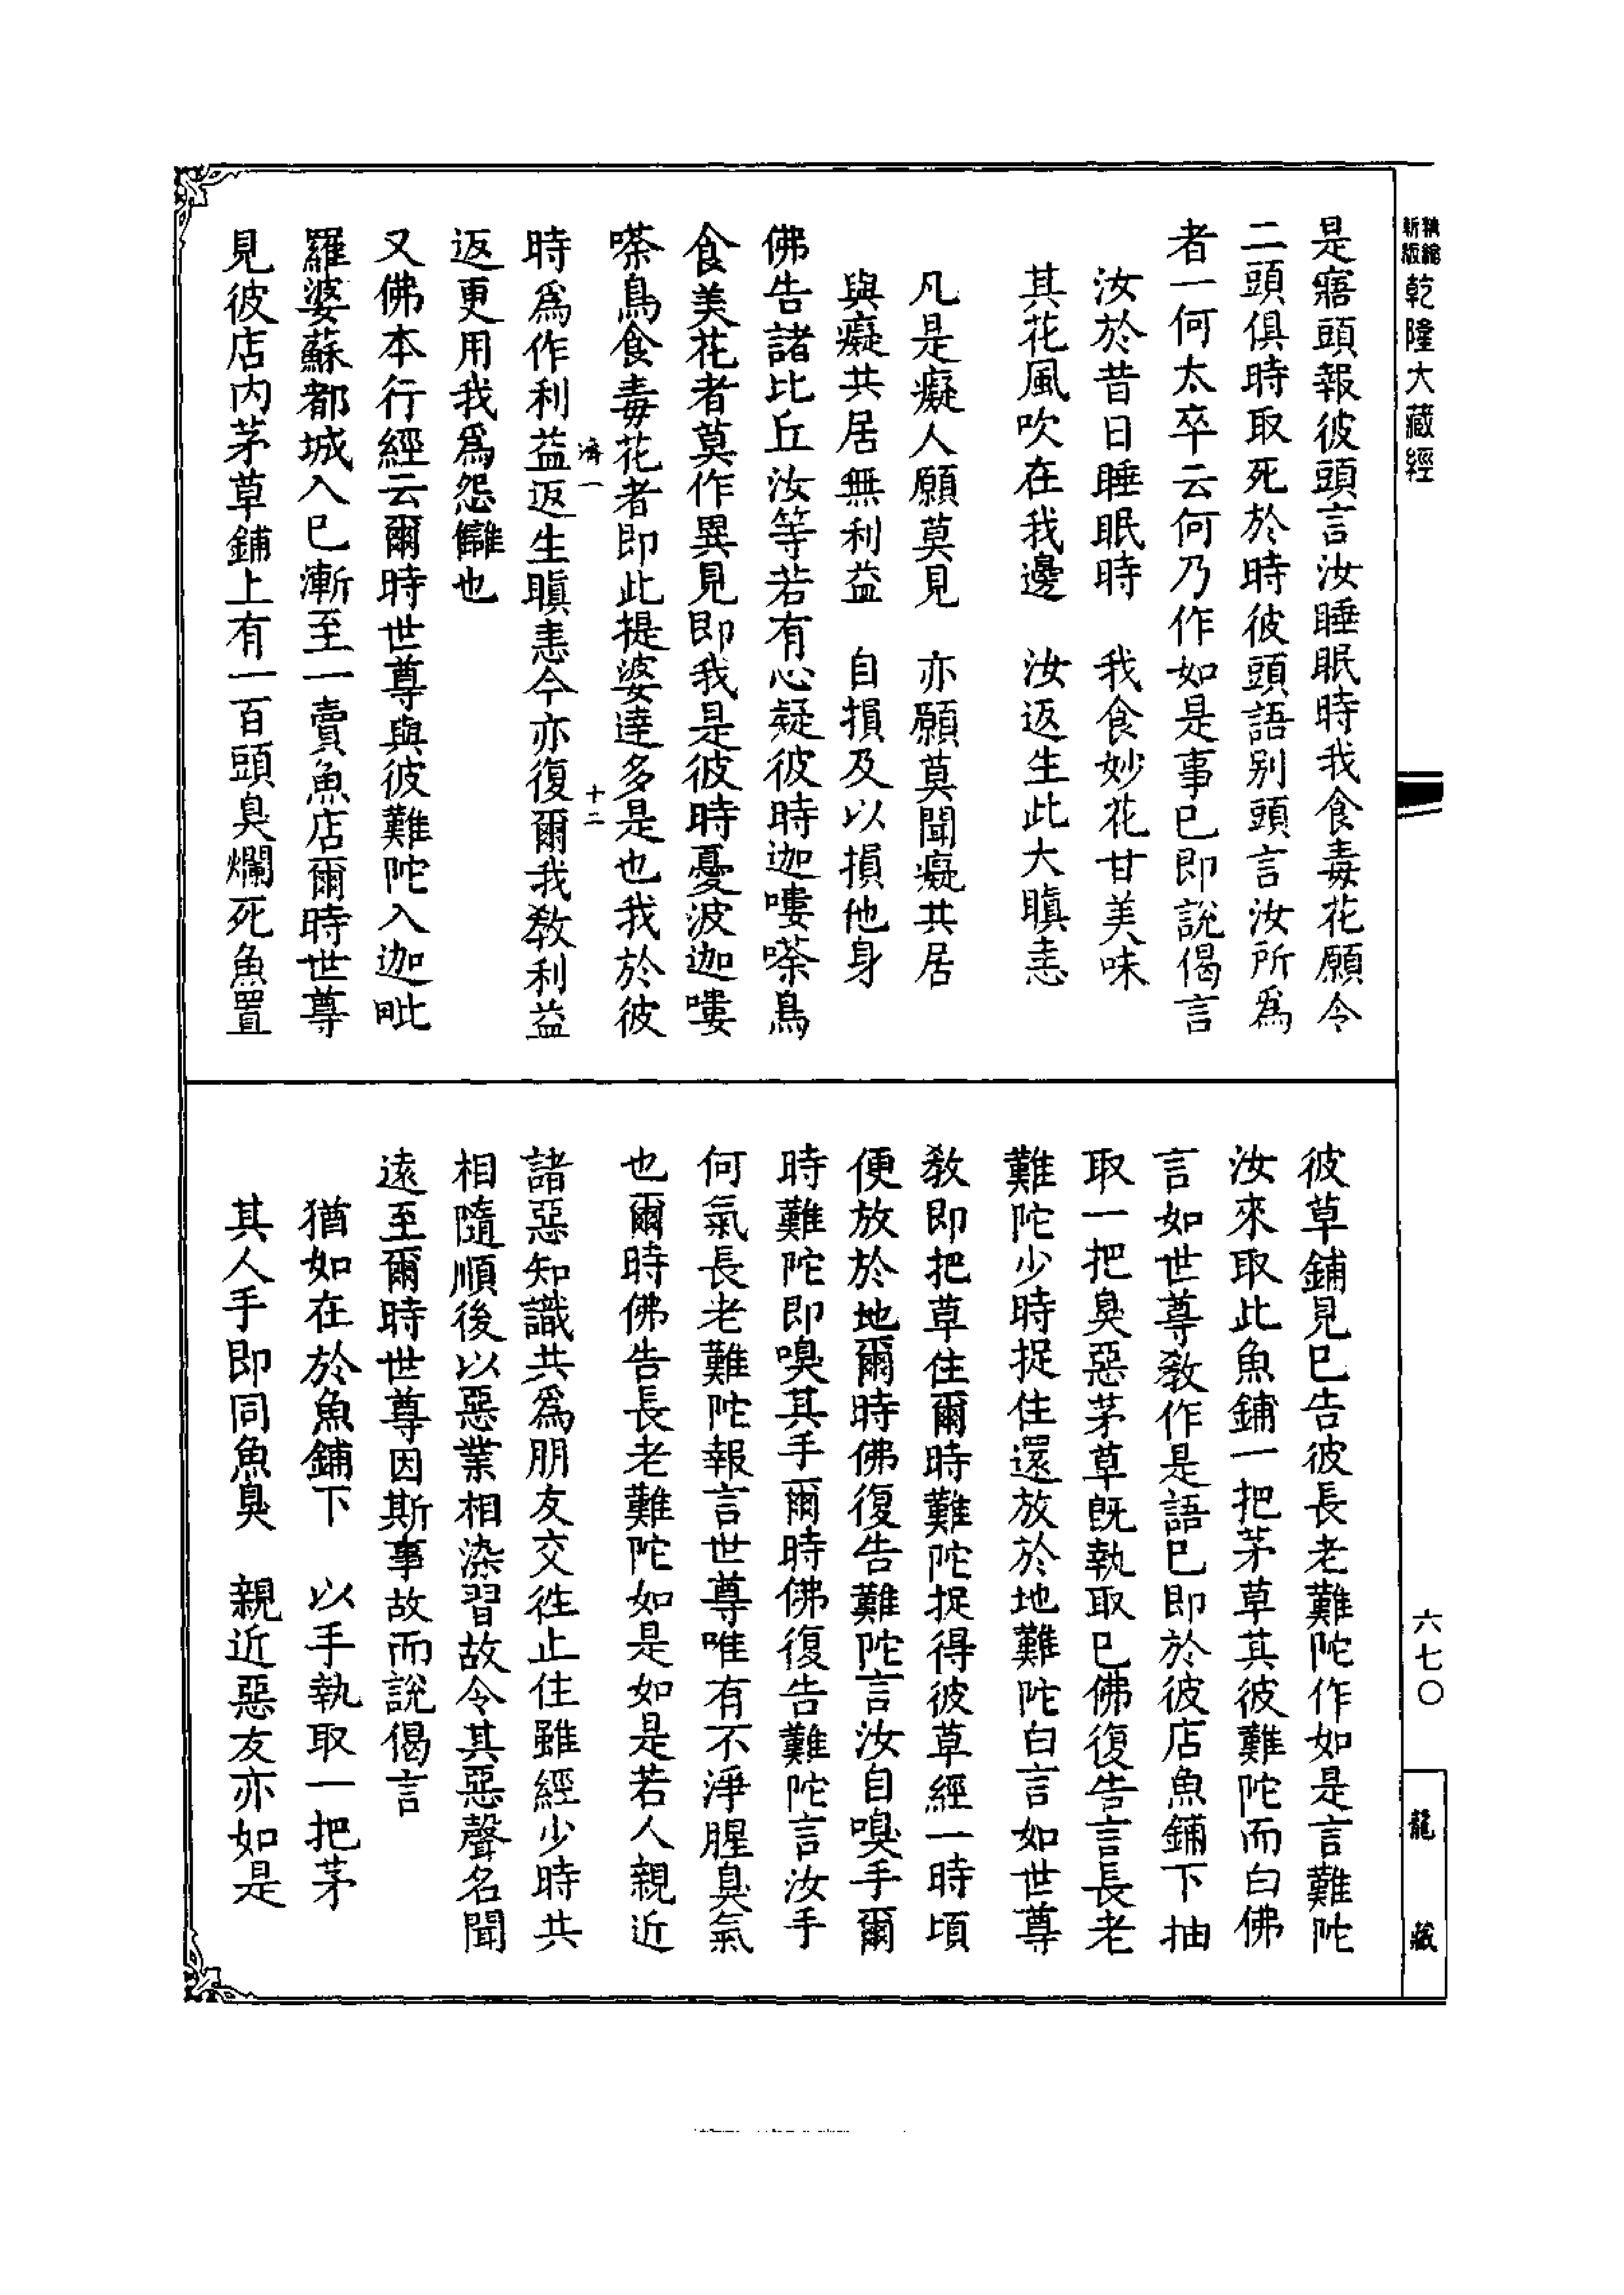 精縮新版乾隆大藏經
是寤頭報彼頭言汝睡眠時我食毒花願令
二頭俱時取死於時彼頭語别頭言汝所爲
者一何太卒云何乃作如是事已即說偈言
汝於昔日睡眠時　我食妙花甘美味
其花風吹在我邊　汝返生此大瞋恚
凡是癡人願莫見　亦願莫聞癡共居
與癡共居無利益　自損及以損他身
佛告諸比丘汝等若有心疑彼時迦嘍嗏鳥
食美花者莫作異見即我是彼時憂波迦嘍
嗏鳥食毒花者即此提婆達多是也我於彼
濟一　十二
時爲作利益返生瞋恚今亦復爾我教利益
返更用我爲怨讎也
又佛本行經云爾時世尊與彼難陀入迦毗
羅婆蘇都城入已漸至一賣魚店爾時世尊
見彼店内茅草鋪上有一百頭臭爛死魚置
彼草鋪見已告彼長老難陀作如是言難陀
汝來取此魚鋪一把茅草其彼難陀而白佛
言如世尊教作是語已即於彼店魚鋪下抽
取一把臭惡茅草既執取已佛復告言長老
難陀少時捉住還放於地難陀白言如世尊
教即把草住爾時難陀捉得彼草經一時頃
便放於地爾時佛復告難陀言汝自嗅手爾
時難陀即嗅其手爾時佛復告難陀言汝手
何氣長老難陀報言世尊唯有不淨腥臭氣
也爾時佛告長老難陀如是如是若人親近
諸惡知識共爲朋友交往止住雖經少時共
相隨順後以惡業相染習故令其惡聲名聞
遠至爾時世尊因斯事故而說偈言
猶如在於魚鋪下　以手執取一把茅
其人手即同魚臭　親近惡友亦如是
六七〇
龍藏